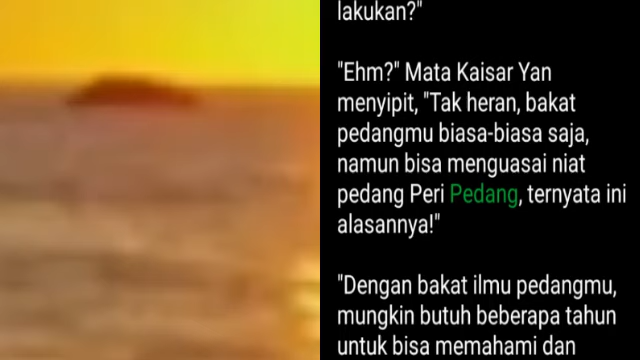 lakukan?"
"Ehm?" Mata Kaisar Yan
menyipit, "Tak heran, bakat
pedangmu biasa-biasa saja,
namun bisa menguasai niat
pedang Peri Pedang, ternyata ini
alasannya!"
"Dengan bakat ilmu pedangmu,
mungkin butuh beberapa tahun
untuk bisa memahami dan